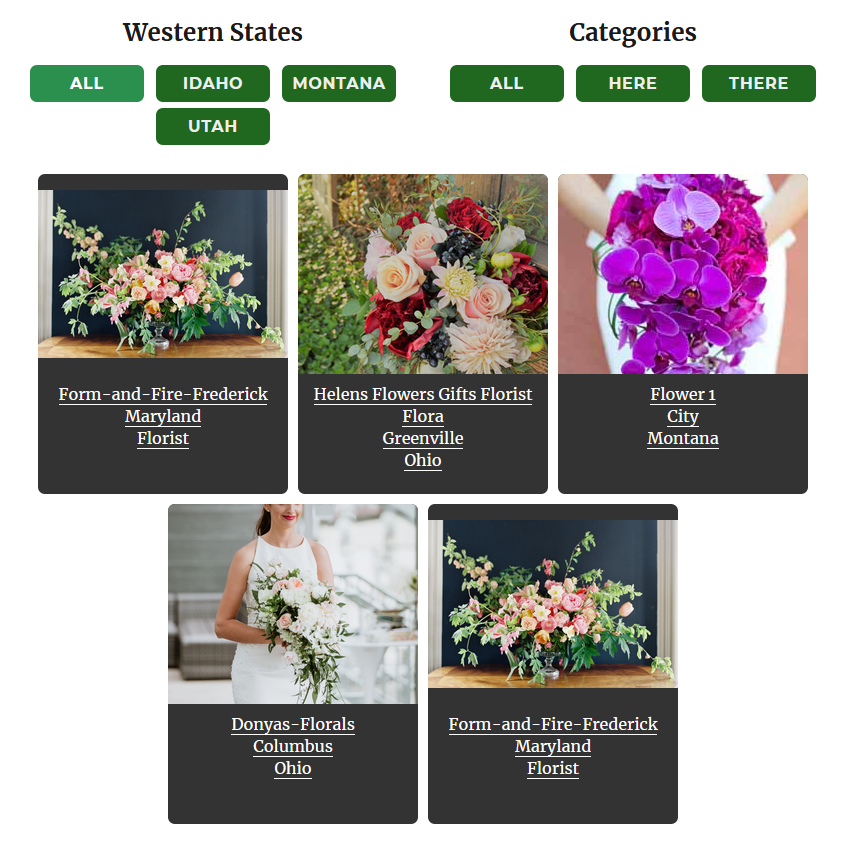 Western States
Categories
ALL
IDAHO
MONTANA
UTAH
ALL
HERE
THERE
Form-and-Fire-Frederick
Maryland
Florist
Helens Flowers Gifts Florist
Flora
Greenville
Ohio
Flower 1
City
Montana
Donyas-Florals
Columbus
Ohio
Form-and-Fire-Frederick
Maryland
Florist